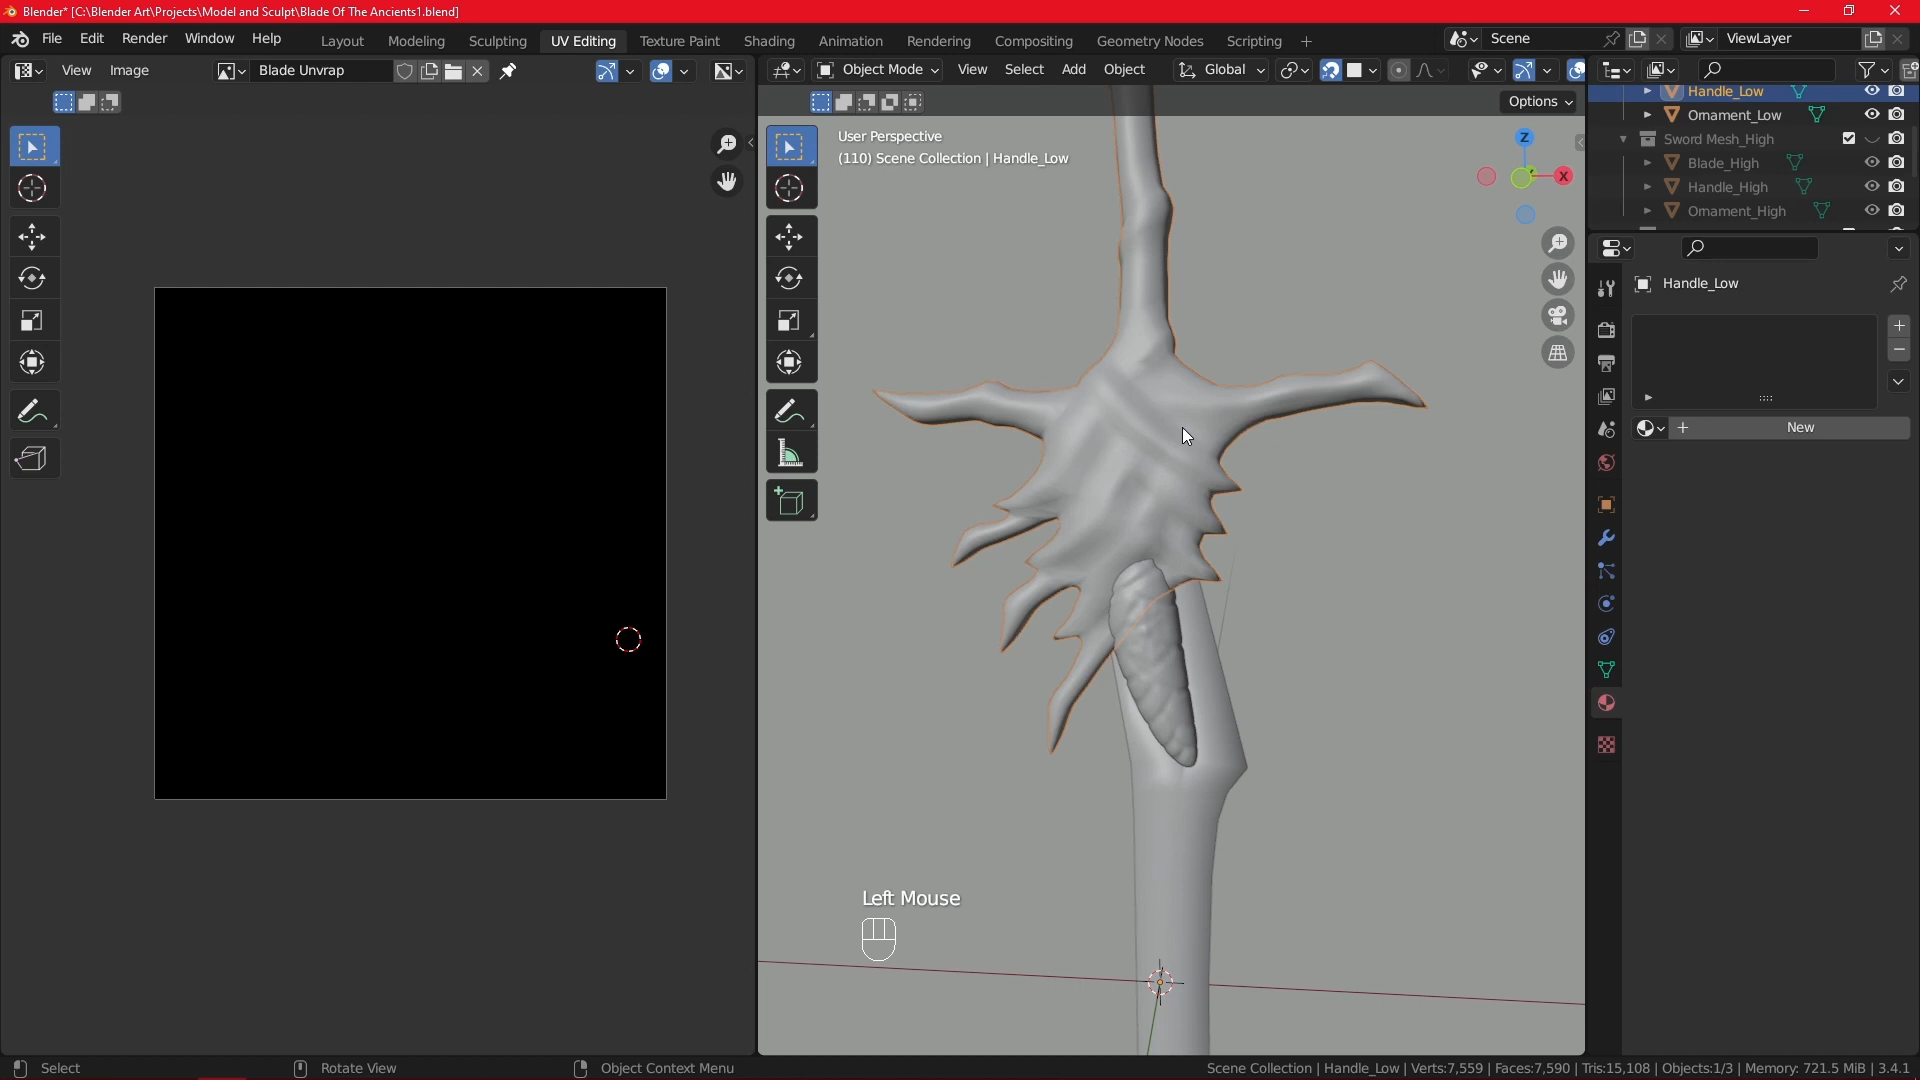 Blender* [C:\Blender Art\Projects\Model and Sculpt\Blade Of The Ancients1.blend]
File Edit Render Window Help Layout Modeling Sculpting UV Editing Texture Paint Shading Animation Rendering Compositing Geometry Nodes Scripting + Scene ViewLayer
View Image Blade Unwrap Object Mode View Select Add Object Global
Options
Handle_Low
Ornament_Low
Sword Mesh_High
Blade_High
Handle_High
Ornament_High
User Perspective
(110) Scene Collection | Handle_Low
Z
Y
X
Handle_Low
New
Left Mouse
Select Rotate View Object Context Menu Scene Collection | Handle_Low | Verts:7,559 | Faces:7,590 | Tris:15,108 | Objects:1/3 | Memory: 721.5 MiB | 3.4.1